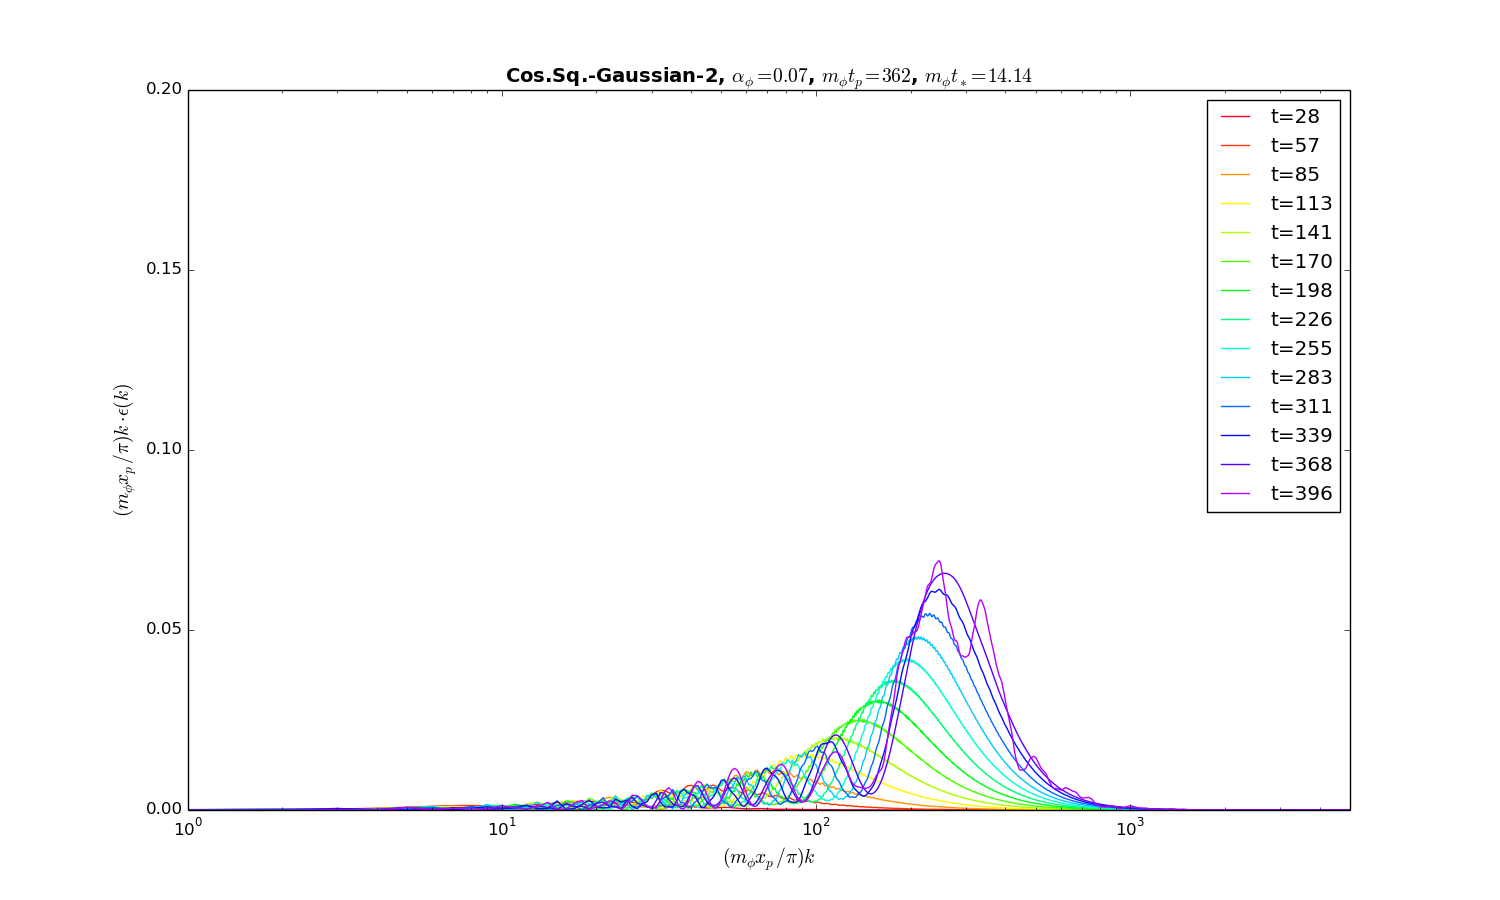 Cos.Sq.-Gaussian-2, α_ϕ=0.07, m_ϕt_p=362, m_ϕt_*=14.14
0.20
0.15
0.10
0.05
0.00
(m_ϕx_p/π)k·ϵ(k)
10^0
10^1
10^2
10^3
(m_ϕx_p/π)k
t=28
t=57
t=85
t=113
t=141
t=170
t=198
t=226
t=255
t=283
t=311
t=339
t=368
t=396